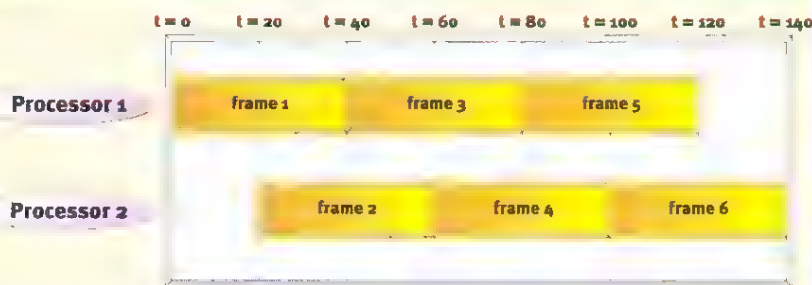 t = 0 t = 20 t = 40 t = 60 t = 80 t = 100 t = 120 t = 140
Processor 1 frame 1 frame 3 frame 5
Processor 2 frame 2 frame 4 frame 6